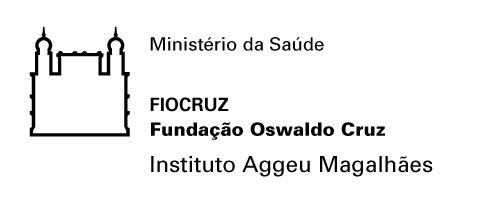 Ministério da Saúde
FIOCRUZ
Fundação Oswaldo Cruz
Instituto Aggeu Magalhães